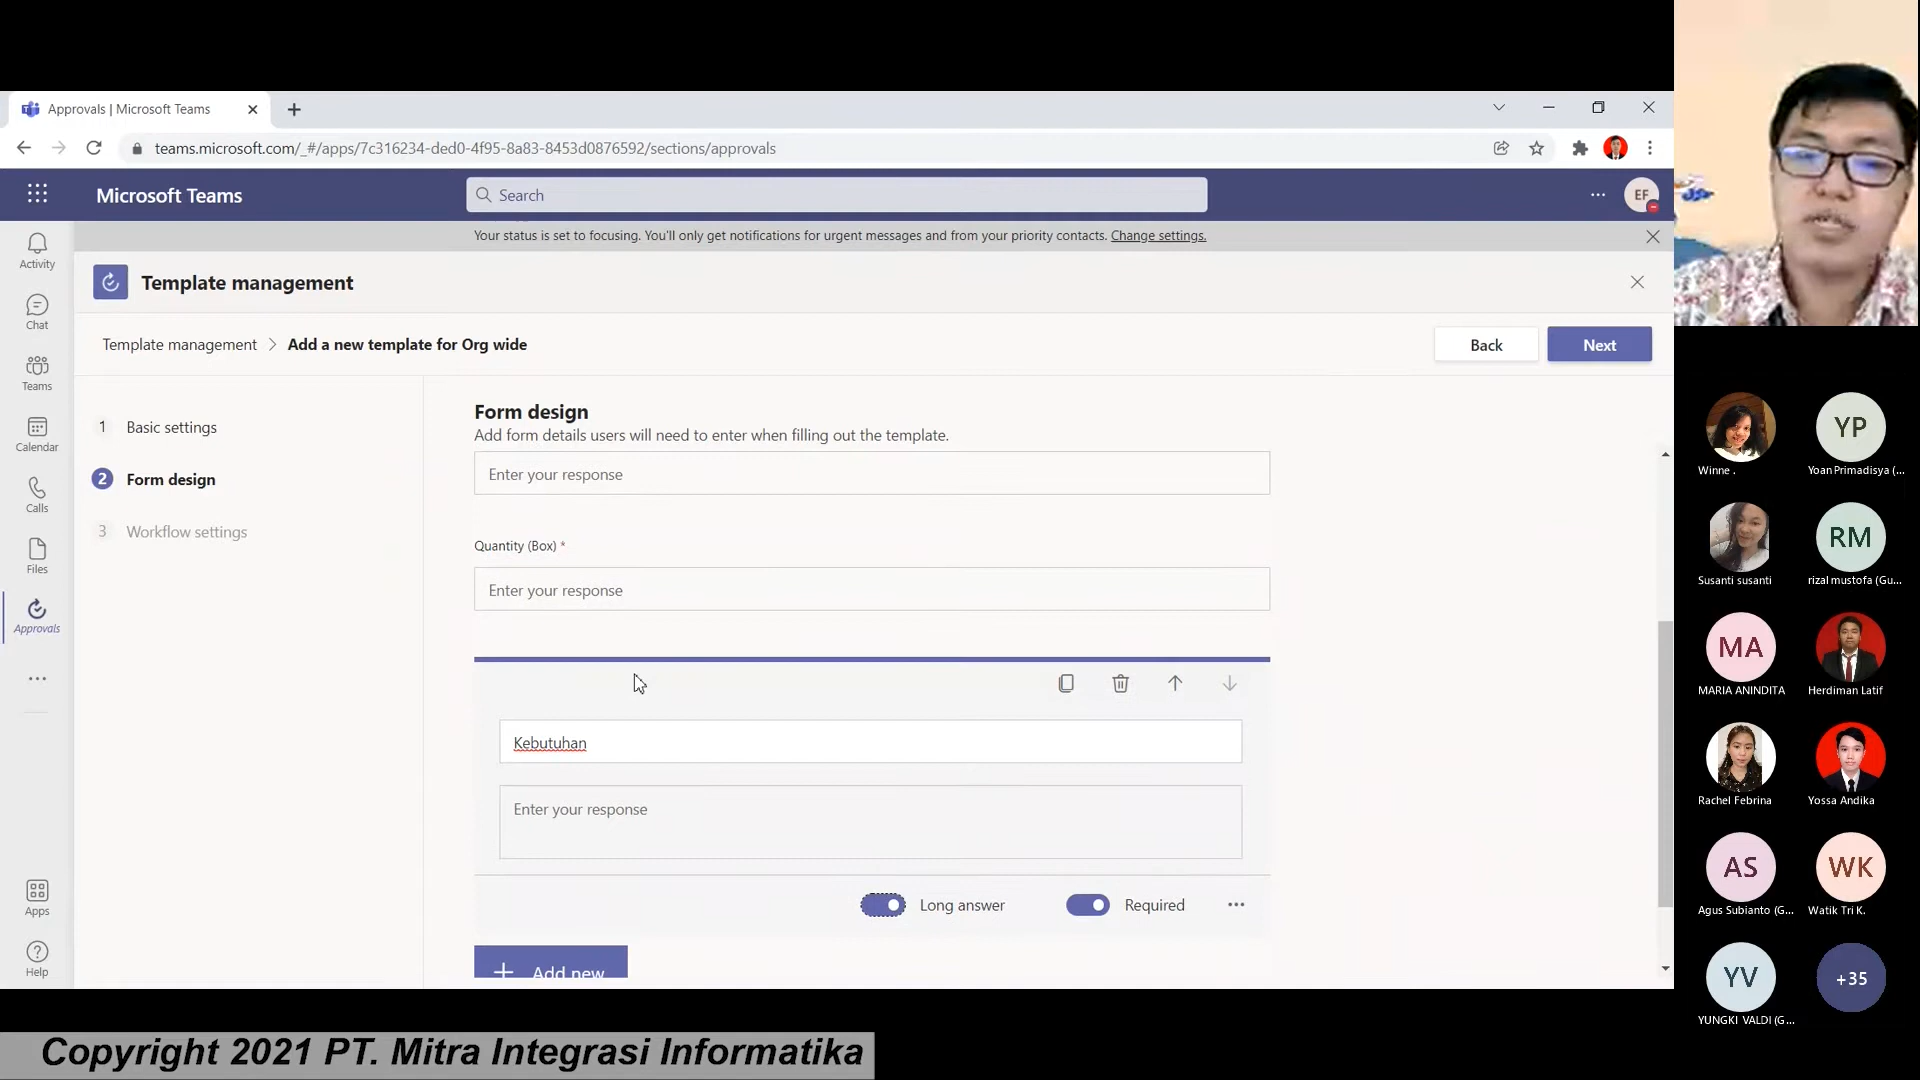 Approvals | Microsoft Teams
teams.microsoft.com/_#/apps/7c316234-ded0-4f95-8a83-8453d0876592/sections/approvals
Microsoft Teams
Search
EF
Your status is set to focusing. You'll only get notifications for urgent messages and from your priority contacts. Change settings.
Activity
Chat
Teams
Calendar
Calls
Files
Approvals
Apps
Help
Template management
Template management > Add a new template for Org wide
Back
Next
1 Basic settings
2 Form design
3 Workflow settings
Form design
Add form details users will need to enter when filling out the template.
Enter your response
Quantity (Box) *
Enter your response
Kebutuhan
Enter your response
Long answer
Required
Add new
Winne .
YP
Yoan Primadisya (...
Susanti susanti
RM
rizal mustofa (Gu...
MA
MARIA ANINDITA
Herdiman Latif
Rachel Febrina
Yossa Andika
AS
Agus Subianto (G...
WK
Watik Tri K.
YV
YUNGKI VALDI (G...
+35
Copyright 2021 PT. Mitra Integrasi Informatika